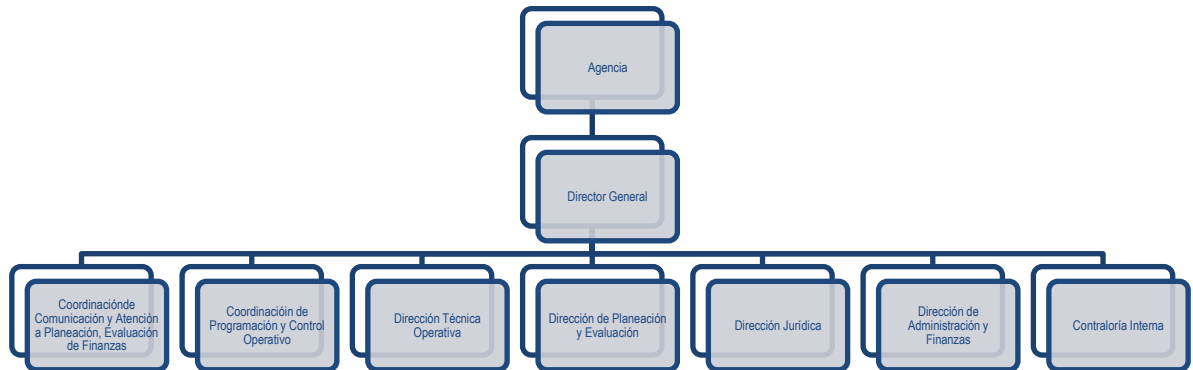 Agencia
Director General
Coordinaciónde
Comunicación y Atención
a Planeación, Evaluación
de Finanzas
Coordinacióin de
Programación y Control
Operativo
Dirección Técnica
Operativa
Dirección de Planeación
y Evaluación
Dirección Jurídica
Dirección de
Administración y
Finanzas
Contraloría Interna